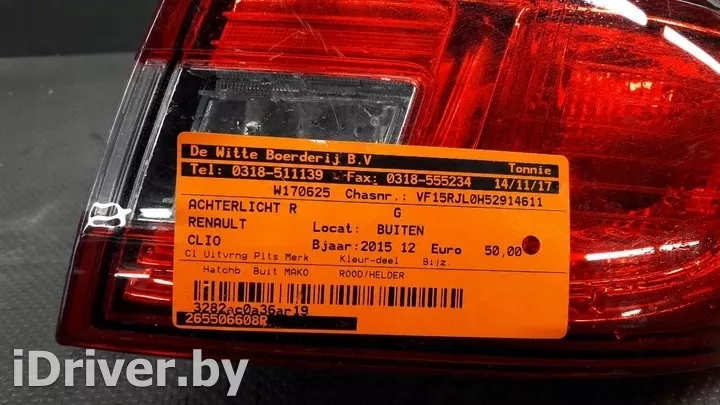 De Witte Boerderij B.V
Tonnie
Tel: 0318-511139 Fax: 0318-555234 14/11/17
W170625 Chasnr.: VF15RJL0H52914611
ACHTERLICHT R G
RENAULT Locat: BUITEN
CLIO Bjaar: 2015 12 Euro 50,00
Cl Uitvrng Plts Merk Kleur-deel Bijz.
Hatchb Buit MAKO ROOD/HELDER
3282ac0a36ar19
265506608R
iDriver.by